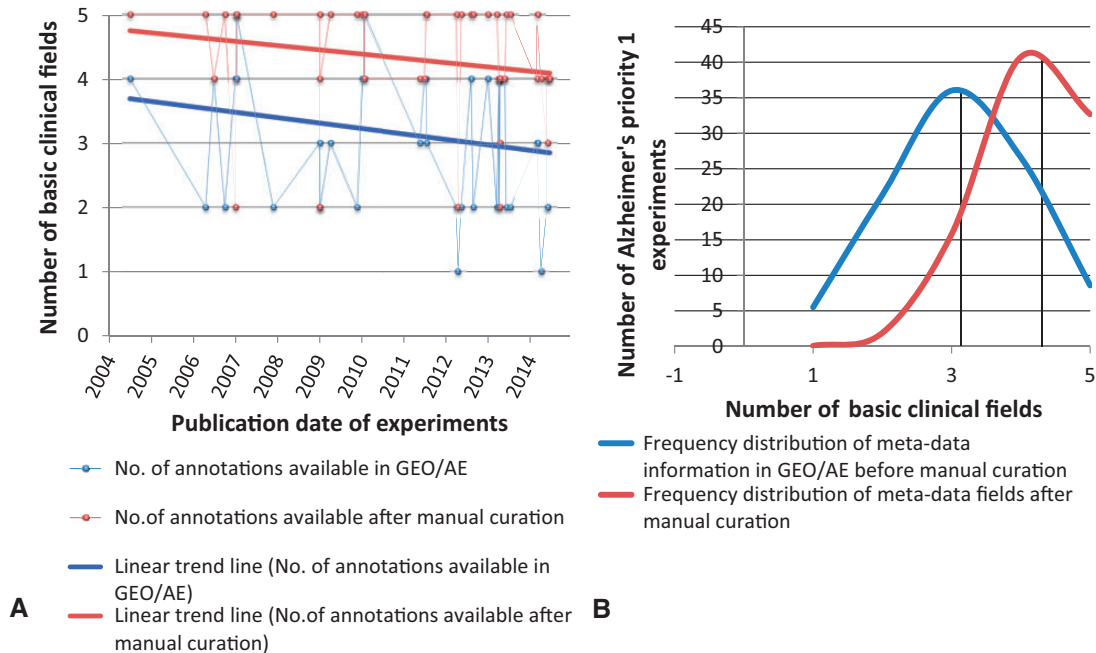 Number of basic clinical fields
5
4
3
2
1
0
2004
2005
2006
2007
2008
2009
2010
2011
2012
2013
2014
Publication date of experiments
No. of annotations available in GEO/AE
No.of annotations available after manual curation
Linear trend line (No. of annotations available in
GEO/AE)
Linear trend line (No.of annotations available after
manual curation)
A
Number of Alzheimer's priority 1
experiments
45
40
35
30
25
20
15
10
5
0
-1
1
3
5
Number of basic clinical fields
Frequency distribution of meta-data
information in GEO/AE before manual curation
Frequency distribution of meta-data fields after
manual curation
B